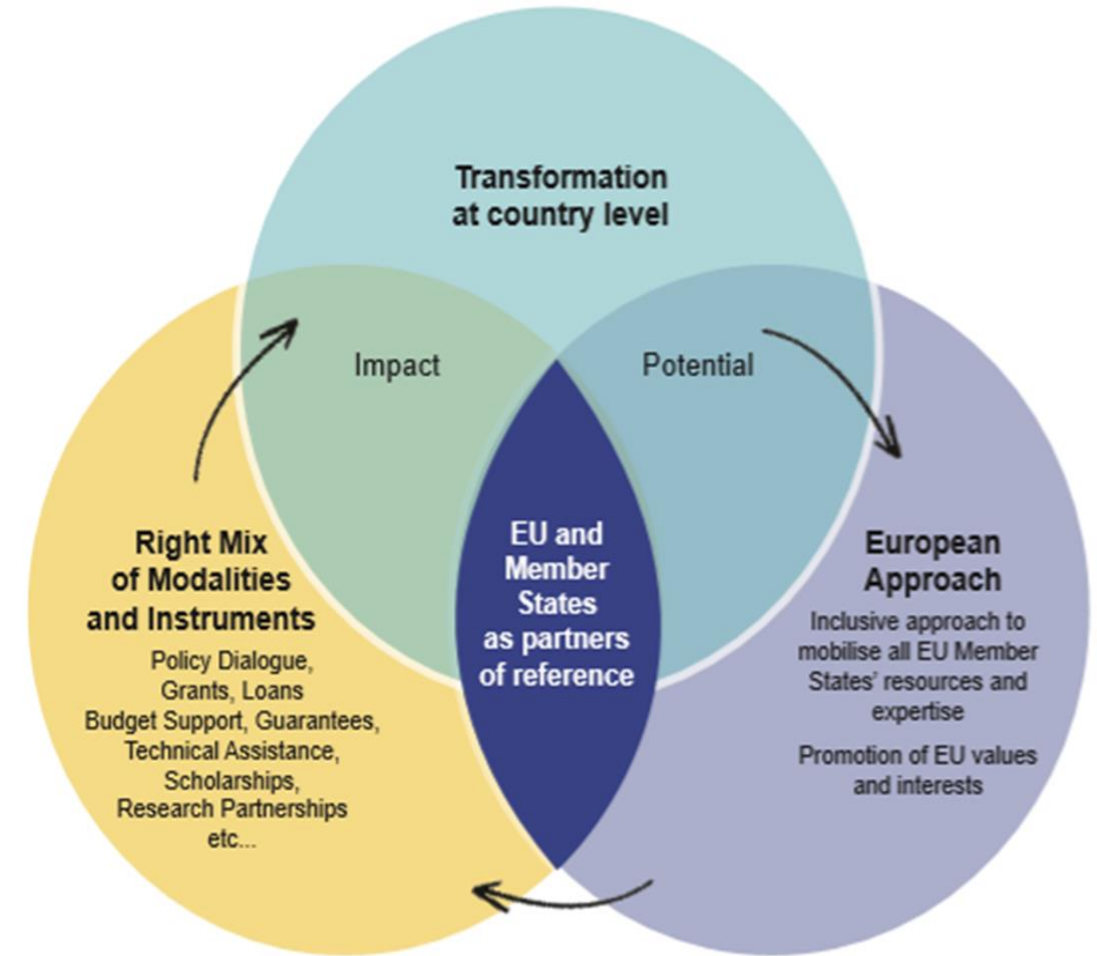 Transformation
at country level
Impact
Potential
EU and
Member
States
as partners
of reference
Right Mix
of Modalities
and Instruments
Policy Dialogue,
Grants, Loans
Budget Support, Guarantees,
Technical Assistance,
Scholarships,
Research Partnerships
etc...
European
Approach
Inclusive approach to
mobilise all EU Member
States’ resources and
expertise
Promotion of EU values
and interests